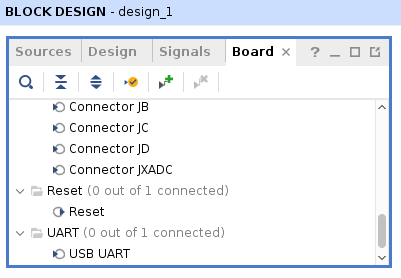 BLOCK DESIGN - design_1
Sources Design Signals Board × ?
Connector JB
Connector JC
Connector JD
Connector JXADC
Reset (0 out of 1 connected)
Reset
UART (0 out of 1 connected)
USB UART